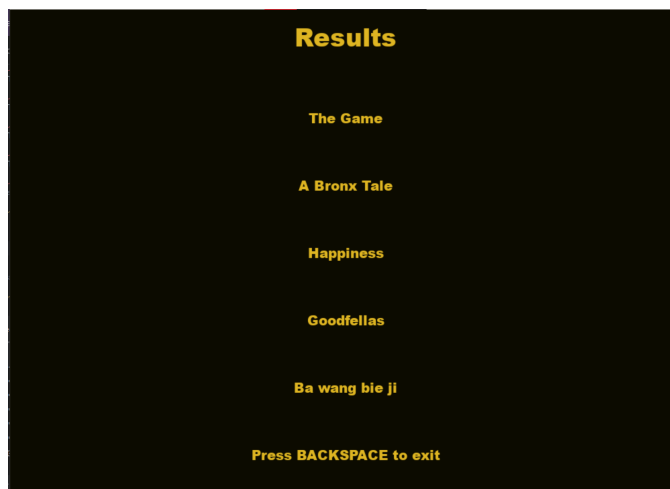 Results
The Game
A Bronx Tale
Happiness
Goodfellas
Ba wang bie ji
Press BACKSPACE to exit